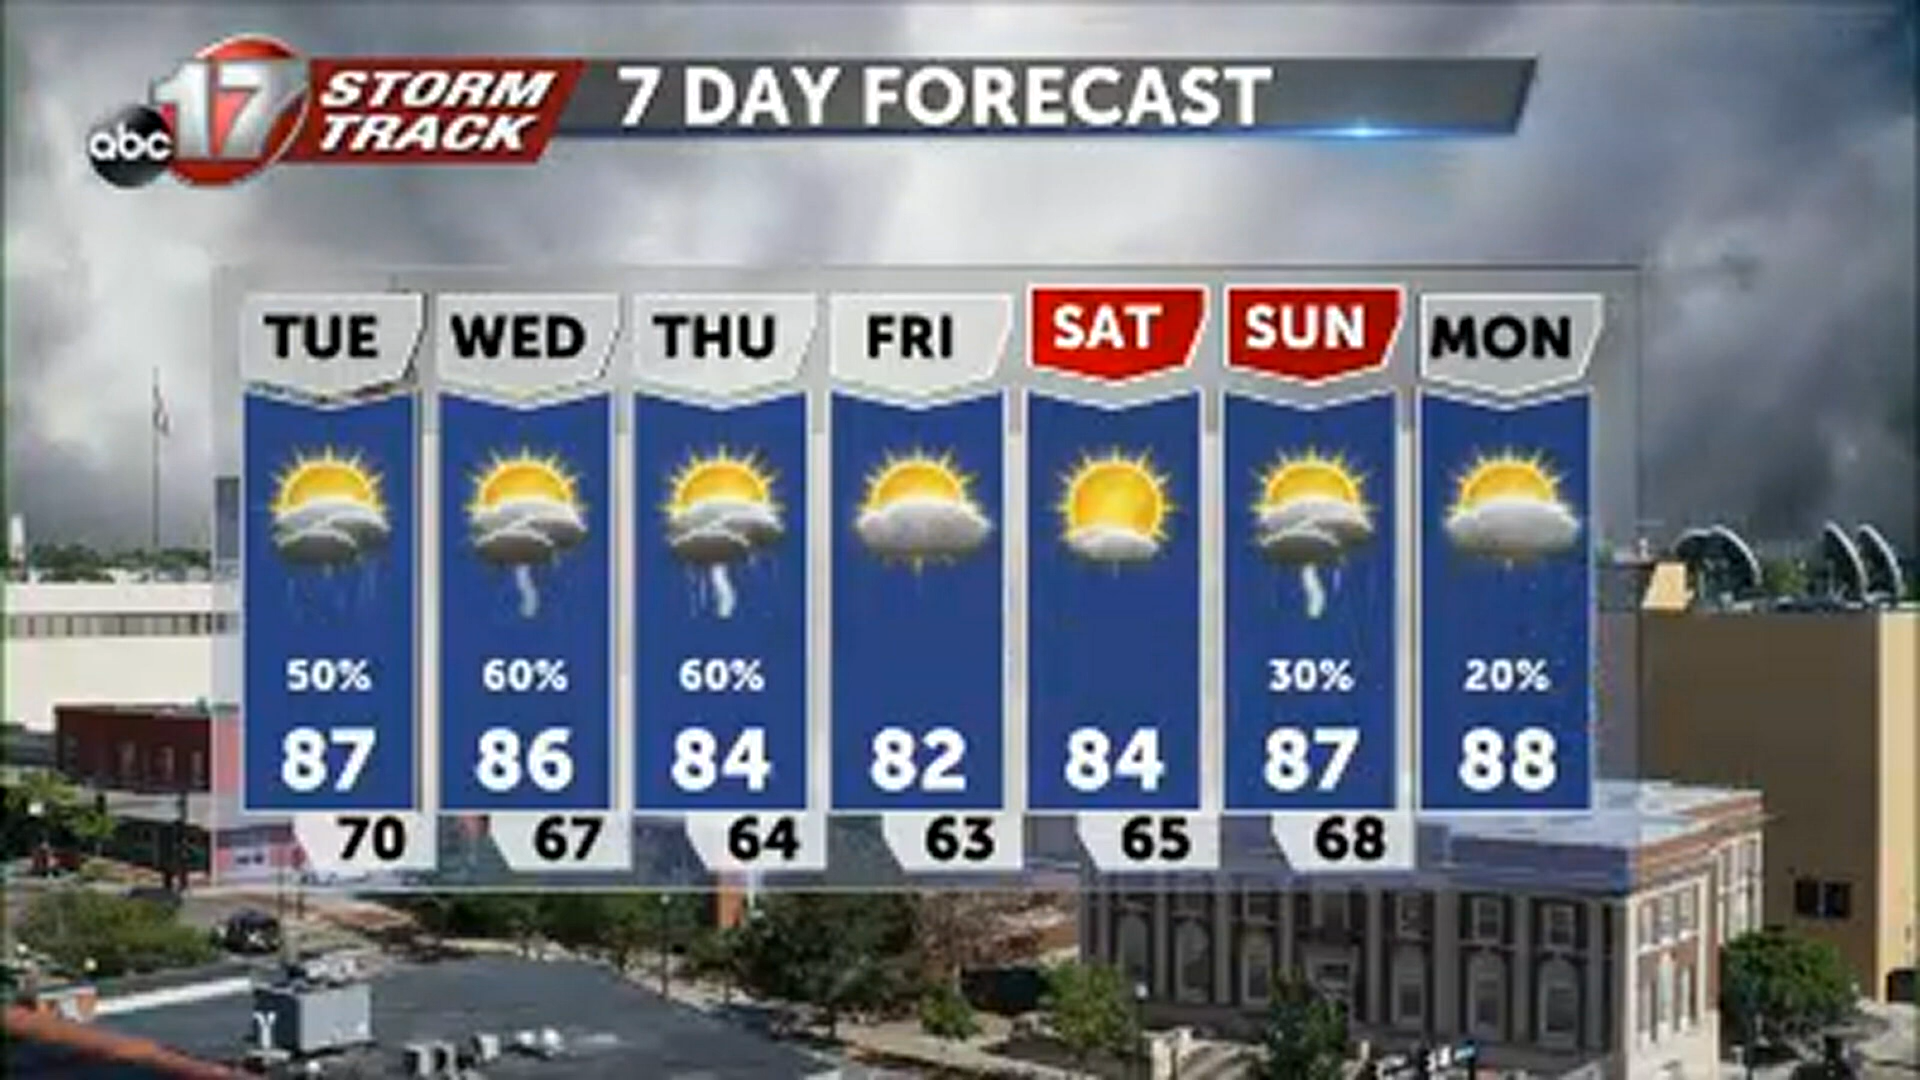 abc 17 STORM TRACK
7 DAY FORECAST
TUE WED THU FRI SAT SUN MON
50% 60% 60% 30% 20%
87 86 84 82 84 87 88
70 67 64 63 65 68